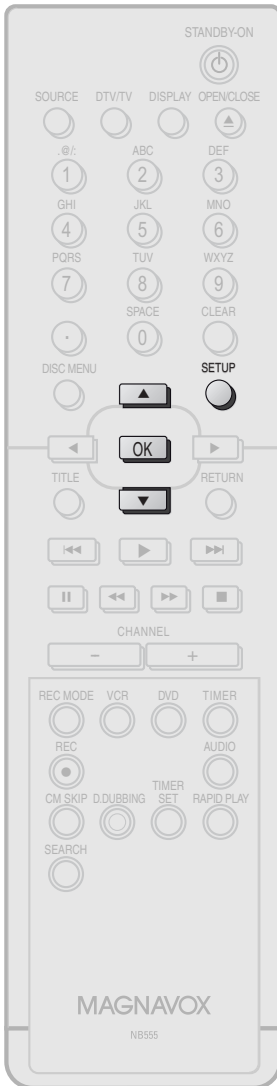 STANDBY-ON
SOURCE DTV/TV DISPLAY OPEN/CLOSE
.@/: ABC DEF
1 2 3
GHI JKL MNO
4 5 6
PQRS TUV WXYZ
7 8 9
SPACE CLEAR
. 0
DISC MENU SETUP
OK
TITLE RETURN
CHANNEL
− +
REC MODE VCR DVD TIMER
REC AUDIO
CM SKIP D.DUBBING TIMER SET RAPID PLAY
SEARCH
MAGNAVOX
NB555